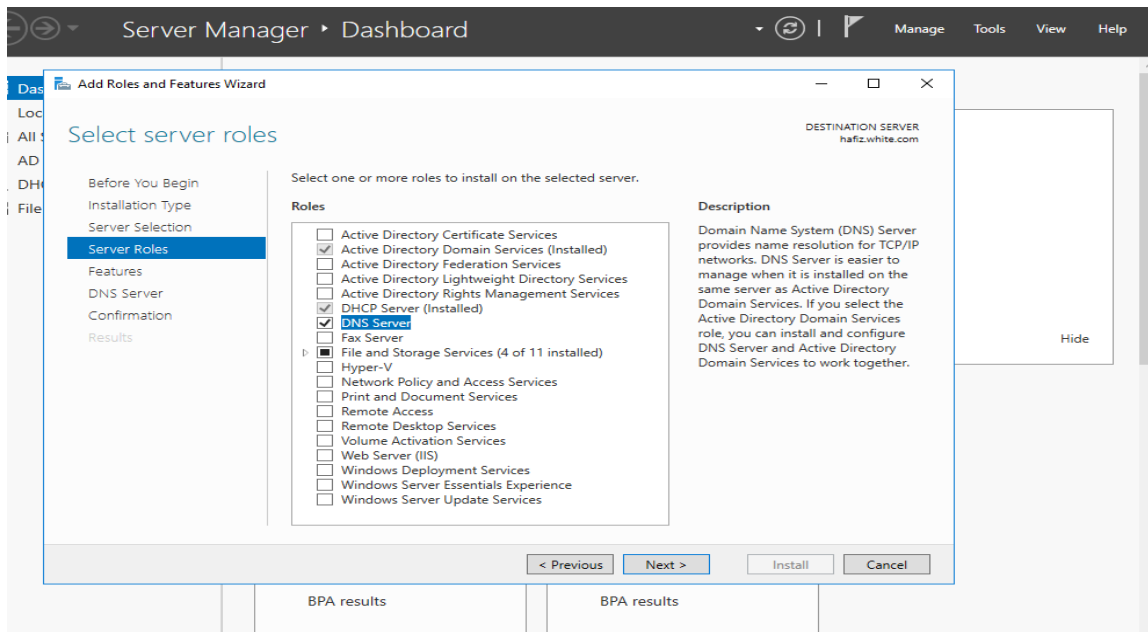 Server Manager ‣ Dashboard
Manage Tools View Help
Das
Loc
All S
AD
DH
File
Add Roles and Features Wizard
Select server roles
DESTINATION SERVER
hafiz.white.com
Before You Begin
Installation Type
Server Selection
Server Roles
Features
DNS Server
Confirmation
Results
Select one or more roles to install on the selected server.
Roles
Active Directory Certificate Services
Active Directory Domain Services (Installed)
Active Directory Federation Services
Active Directory Lightweight Directory Services
Active Directory Rights Management Services
DHCP Server (Installed)
DNS Server
Fax Server
File and Storage Services (4 of 11 installed)
Hyper-V
Network Policy and Access Services
Print and Document Services
Remote Access
Remote Desktop Services
Volume Activation Services
Web Server (IIS)
Windows Deployment Services
Windows Server Essentials Experience
Windows Server Update Services
Description
Domain Name System (DNS) Server
provides name resolution for TCP/IP
networks. DNS Server is easier to
manage when it is installed on the
same server as Active Directory
Domain Services. If you select the
Active Directory Domain Services
role, you can install and configure
DNS Server and Active Directory
Domain Services to work together.
Hide
< Previous Next > Install Cancel
BPA results BPA results